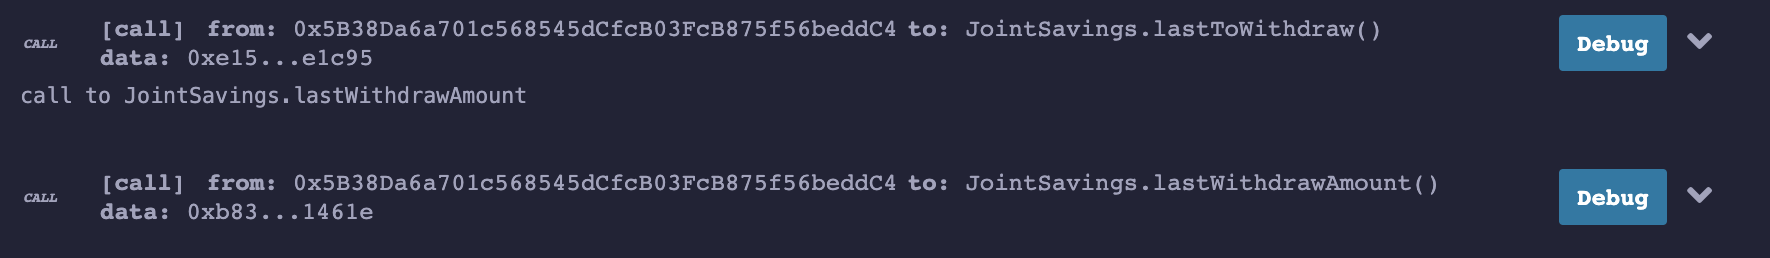 CALL [call] from: 0x5B38Da6a701c568545dCfcB03FcB875f56beddC4 to: JointSavings.lastToWithdraw() Debug
data: 0xe15...e1c95
call to JointSavings.lastWithdrawAmount
CALL [call] from: 0x5B38Da6a701c568545dCfcB03FcB875f56beddC4 to: JointSavings.lastWithdrawAmount() Debug
data: 0xb83...1461e